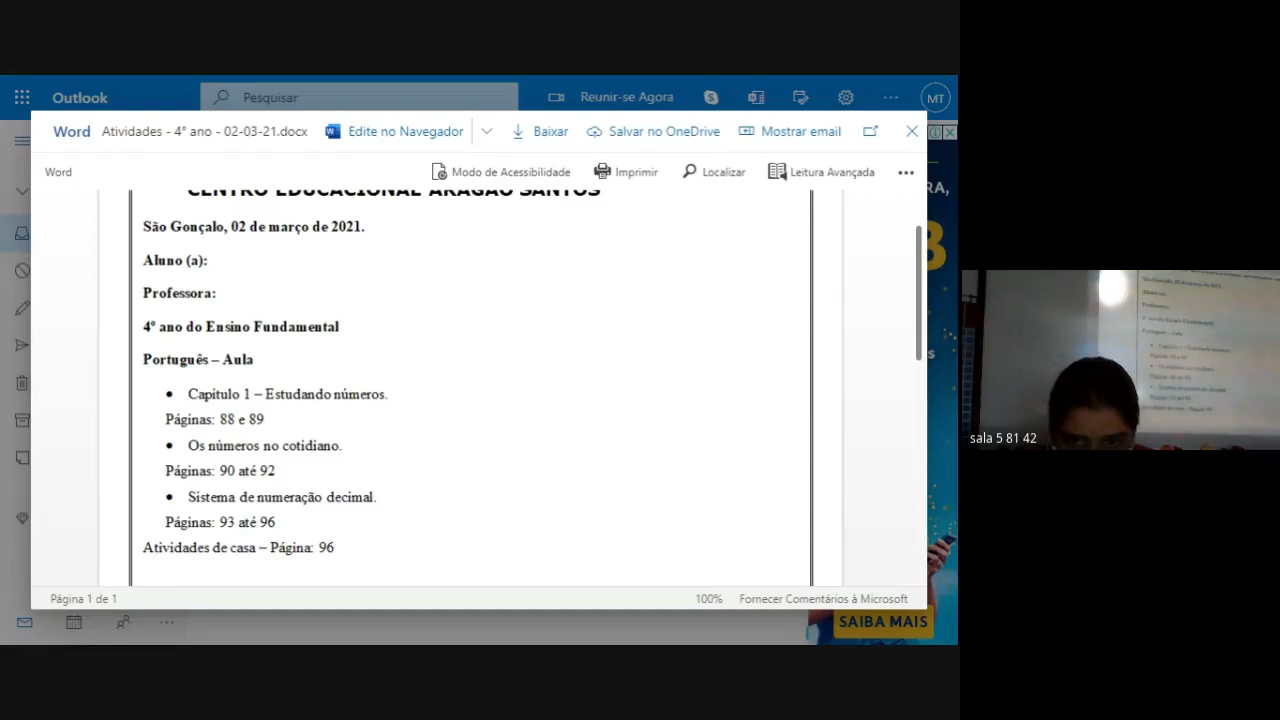 Outlook
Pesquisar
Reunir-se Agora
MT
Word Atividades - 4° ano - 02-03-21.docx Edite no Navegador Baixar Salvar no OneDrive Mostrar email
Word Modo de Acessibilidade Imprimir Localizar Leitura Avançada
CENTRO EDUCACIONAL ARAGÃO SANTOS
São Gonçalo, 02 de março de 2021.
Aluno (a):
Professora:
4º ano do Ensino Fundamental
Português – Aula
• Capítulo 1 – Estudando números.
Páginas: 88 e 89
• Os números no cotidiano.
Páginas: 90 até 92
• Sistema de numeração decimal.
Páginas: 93 até 96
Atividades de casa – Página: 96
Página 1 de 1
100% Fornecer Comentários à Microsoft
SAIBA MAIS
RA,
sala 5 81 42